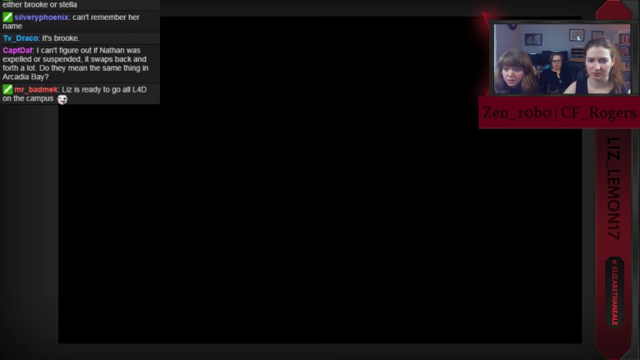 either brooke or stella
silveryphoenix: can't remember her
name
Tv_Draco: It's brooke.
CaptDaf: I can't figure out if Nathan was
expelled or suspended, it swaps back and
forth a lot. Do they mean the same thing in
Arcadia Bay?
mr_badmek: Liz is ready to go all L4D
on the campus
Zen_robo|CF_Rogers
LIZ_LEMON17